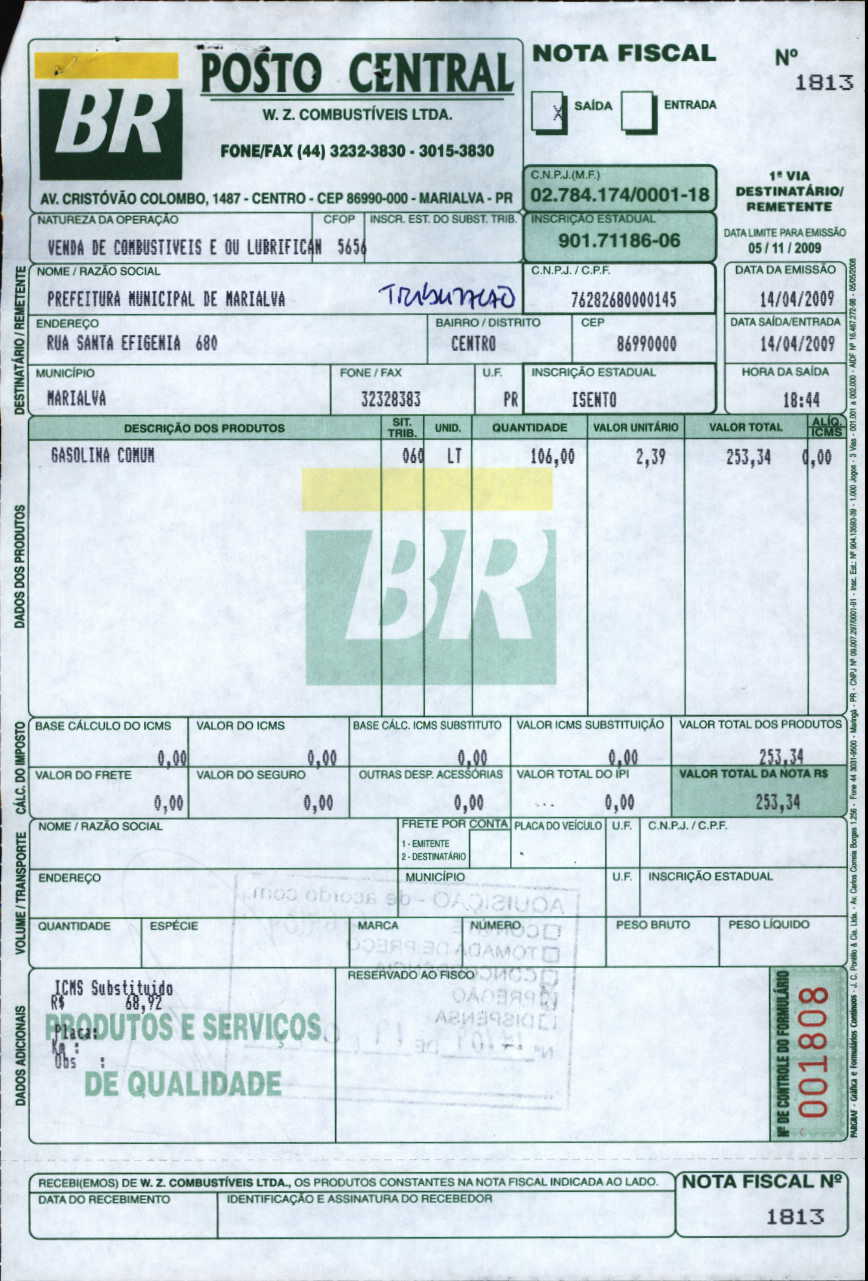 BR
POSTO CENTRAL
W. Z. COMBUSTÍVEIS LTDA.
FONE/FAX (44) 3232-3830 - 3015-3830
AV. CRISTÓVÃO COLOMBO, 1487 - CENTRO - CEP 86990-000 - MARIALVA - PR
NOTA FISCAL
Nº
1813
X SAÍDA ENTRADA
C.N.P.J.(M.F.)
02.784.174/0001-18
1ª VIA
DESTINATÁRIO/
REMETENTE
NATUREZA DA OPERAÇÃO CFOP INSCR. EST. DO SUBST. TRIB. INSCRIÇÃO ESTADUAL
VENDA DE COMBUSTIVEIS E OU LUBRIFICAN 5656 901.71186-06
DATA LIMITE PARA EMISSÃO
05 / 11 / 2009
DESTINATÁRIO / REMETENTE
NOME / RAZÃO SOCIAL C.N.P.J. / C.P.F. DATA DA EMISSÃO
PREFEITURA MUNICIPAL DE MARIALVA TRIBUTAÇÃO 76282680000145 14/04/2009
ENDEREÇO BAIRRO / DISTRITO CEP DATA SAÍDA/ENTRADA
RUA SANTA EFIGENIA 680 CENTRO 86990000 14/04/2009
MUNICÍPIO FONE / FAX U.F. INSCRIÇÃO ESTADUAL HORA DA SAÍDA
MARIALVA 32328383 PR ISENTO 18:44
DADOS DOS PRODUTOS
DESCRIÇÃO DOS PRODUTOS SIT. TRIB. UNID. QUANTIDADE VALOR UNITÁRIO VALOR TOTAL ALÍQ. ICMS
GASOLINA COMUM 060 LT 106,00 2,39 253,34 0,00
BR
CÁLC. DO IMPOSTO
BASE CÁLCULO DO ICMS VALOR DO ICMS BASE CÁLC. ICMS SUBSTITUTO VALOR ICMS SUBSTITUIÇÃO VALOR TOTAL DOS PRODUTOS
0,00 0,00 0,00 0,00 253,34
VALOR DO FRETE VALOR DO SEGURO OUTRAS DESP. ACESSÓRIAS VALOR TOTAL DO IPI VALOR TOTAL DA NOTA R$
0,00 0,00 0,00 0,00 253,34
VOLUME / TRANSPORTE
NOME / RAZÃO SOCIAL FRETE POR CONTA PLACA DO VEÍCULO U.F. C.N.P.J. / C.P.F.
1 - EMITENTE
2 - DESTINATÁRIO
ENDEREÇO MUNICÍPIO U.F. INSCRIÇÃO ESTADUAL
AQUISIÇÃO - de acordo com
QUANTIDADE ESPÉCIE MARCA NÚMERO PESO BRUTO PESO LÍQUIDO
CONVITE
TOMADA DE PREÇO
CONCORRÊNCIA
PREGÃO
DISPENSA
DADOS ADICIONAIS
RESERVADO AO FISCO
ICMS Substituido
R$ 68,92
PRODUTOS E SERVIÇOS
DE QUALIDADE
Placa:
Km :
Obs :
Nº DE CONTROLE DO FORMULÁRIO
001808
RECEBI(EMOS) DE W. Z. COMBUSTÍVEIS LTDA., OS PRODUTOS CONSTANTES NA NOTA FISCAL INDICADA AO LADO.
DATA DO RECEBIMENTO IDENTIFICAÇÃO E ASSINATURA DO RECEBEDOR
NOTA FISCAL Nº
1813